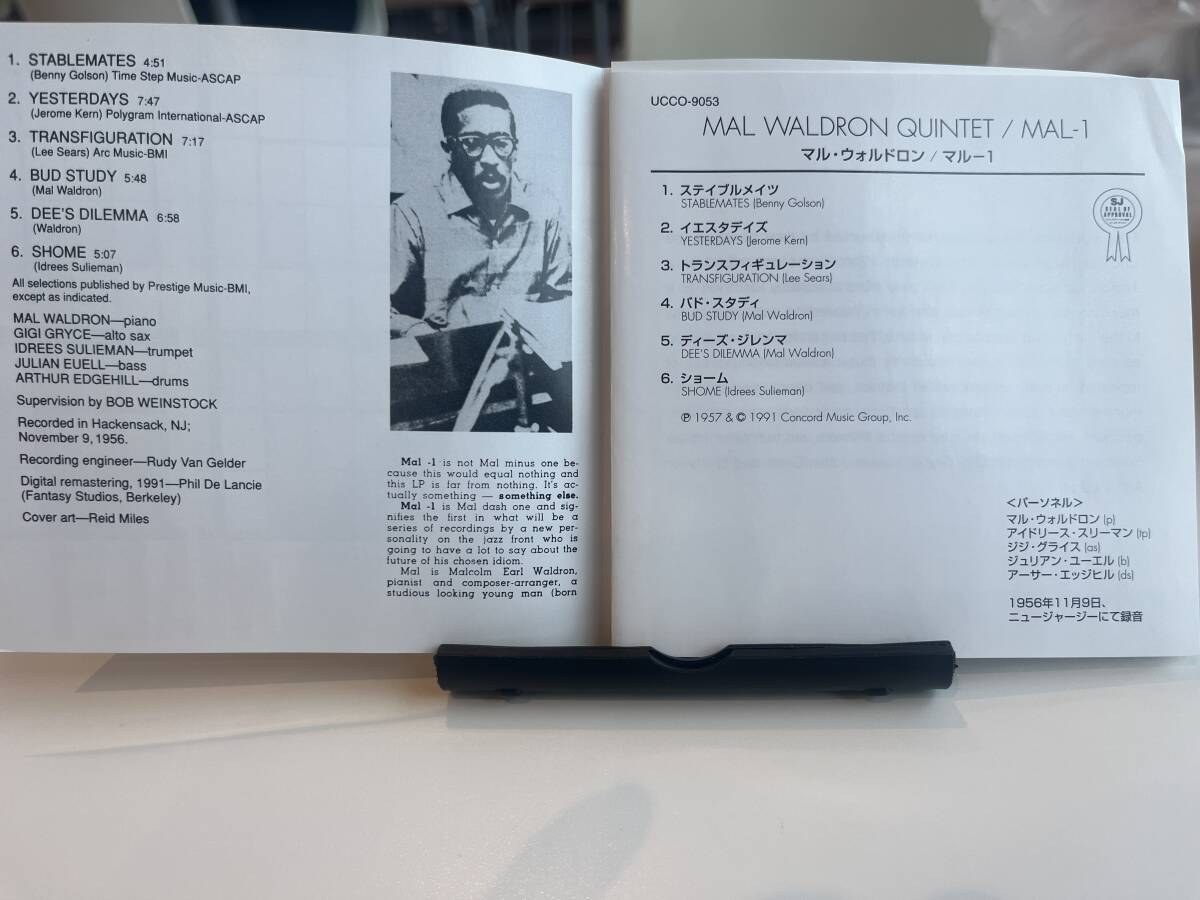 1. STABLEMATES 4:51
(Benny Golson) Time Step Music-ASCAP
2. YESTERDAYS 7:47
(Jerome Kern) Polygram International-ASCAP
3. TRANSFIGURATION 7:17
(Lee Sears) Arc Music-BMI
4. BUD STUDY 5:48
(Mal Waldron)
5. DEE'S DILEMMA 6:58
(Waldron)
6. SHOME 5:07
(Idrees Sulieman)
All selections published by Prestige Music-BMI,
except as indicated.
MAL WALDRON—piano
GIGI GRYCE—alto sax
IDREES SULIEMAN—trumpet
JULIAN EUELL—bass
ARTHUR EDGEHILL—drums
Supervision by BOB WEINSTOCK
Recorded in Hackensack, NJ;
November 9, 1956.
Recording engineer—Rudy Van Gelder
Digital remastering, 1991—Phil De Lancie
(Fantasy Studios, Berkeley)
Cover art—Reid Miles
Mal -1 is not Mal minus one be-
cause this would equal nothing and
this LP is far from nothing. It's ac-
tually something — something else.
Mal -1 is Mal dash one and sig-
nifies the first in what will be a
series of recordings by a new per-
sonality on the jazz front who is
going to have a lot to say about the
future of his chosen idiom.
Mal is Malcolm Earl Waldron,
pianist and composer-arranger, a
studious looking young man (born
UCCO-9053
MAL WALDRON QUINTET / MAL-1
マル・ウォルドロン / マル－1
1. ステイブルメイツ
STABLEMATES (Benny Golson)
2. イエスタデイズ
YESTERDAYS (Jerome Kern)
3. トランスフィギュレーション
TRANSFIGURATION (Lee Sears)
4. バド・スタディ
BUD STUDY (Mal Waldron)
5. ディーズ・ジレンマ
DEE'S DILEMMA (Mal Waldron)
6. ショーム
SHOME (Idrees Sulieman)
℗ 1957 & © 1991 Concord Music Group, Inc.
SJ
SEAL OF
APPROVAL
<パーソネル>
マル・ウォルドロン (p)
アイドリース・スリーマン (tp)
ジジ・グライス (as)
ジュリアン・ユーエル (b)
アーサー・エッジヒル (ds)
1956年11月9日、
ニュージャージーにて録音